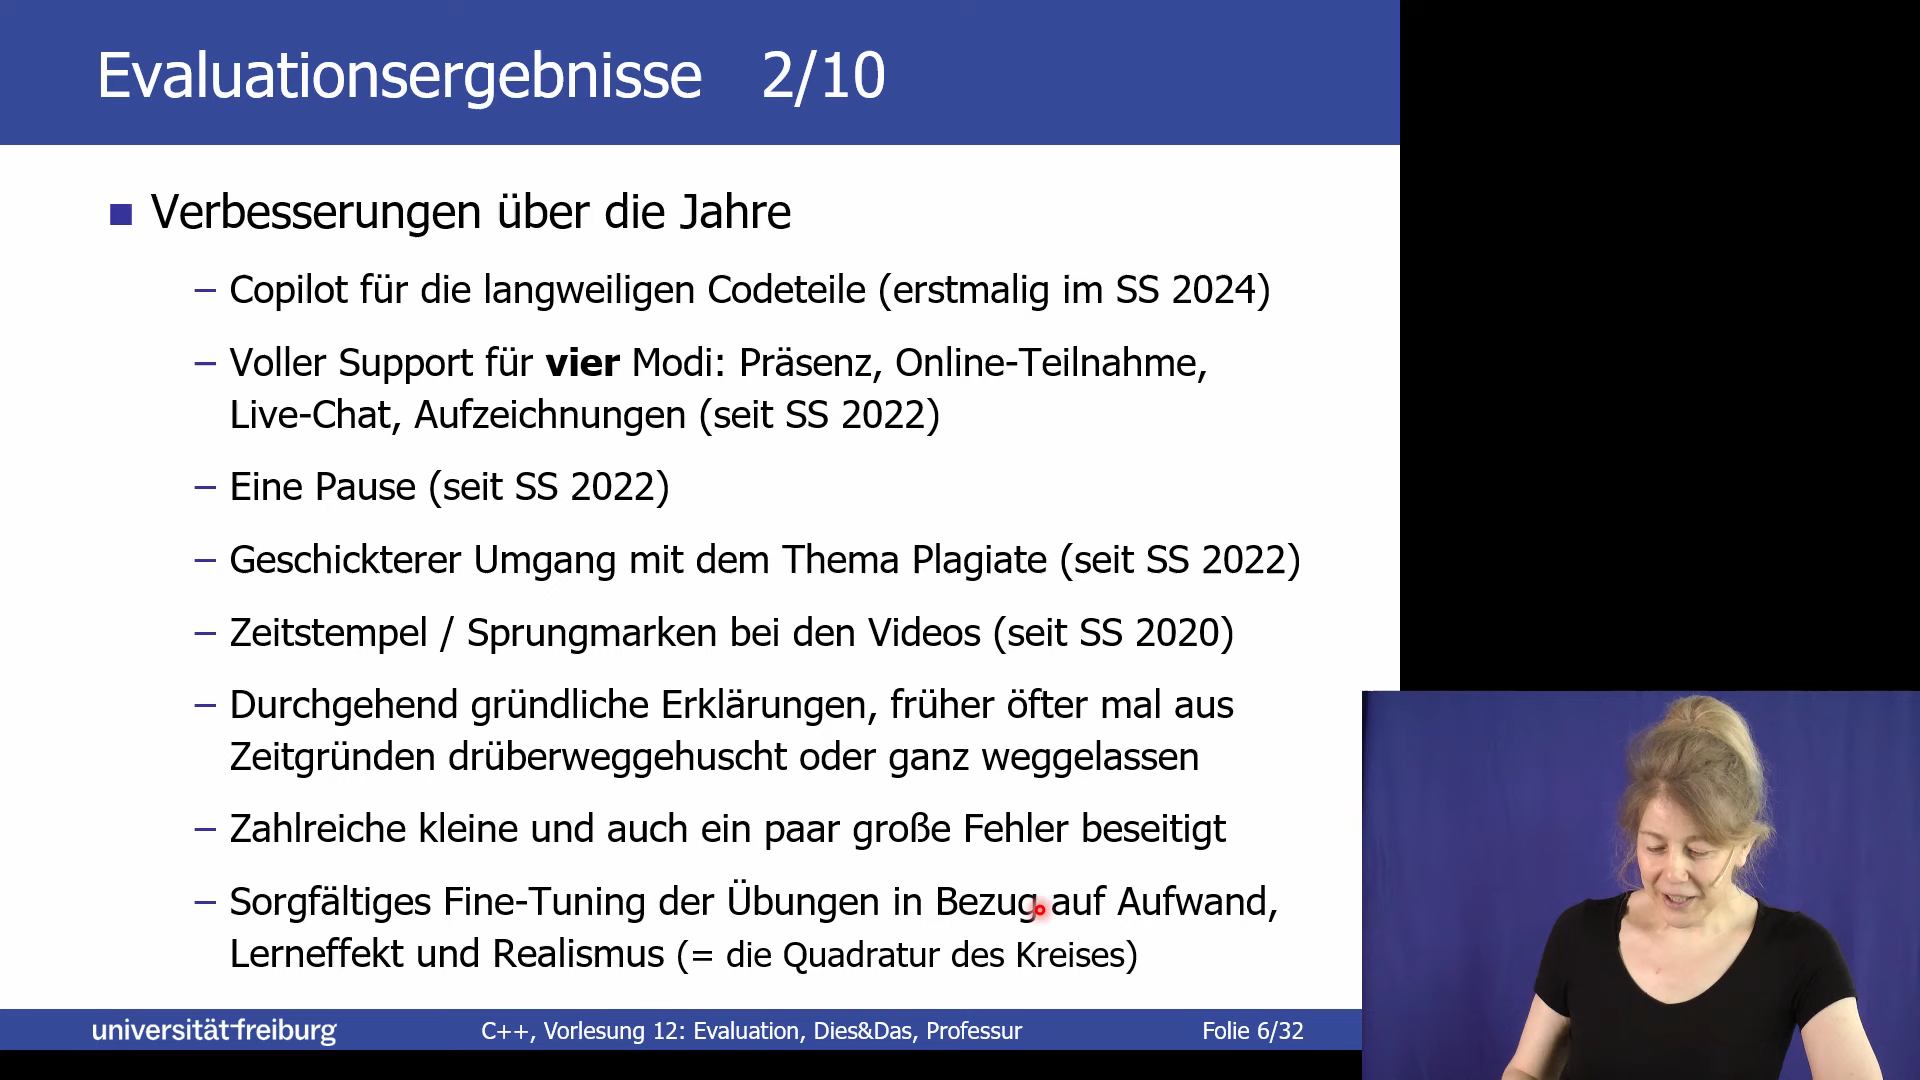 Evaluationsergebnisse 2/10
Verbesserungen über die Jahre
– Copilot für die langweiligen Codeteile (erstmalig im SS 2024)
– Voller Support für vier Modi: Präsenz, Online-Teilnahme,
Live-Chat, Aufzeichnungen (seit SS 2022)
– Eine Pause (seit SS 2022)
– Geschickterer Umgang mit dem Thema Plagiate (seit SS 2022)
– Zeitstempel / Sprungmarken bei den Videos (seit SS 2020)
– Durchgehend gründliche Erklärungen, früher öfter mal aus
Zeitgründen drüberweggehuscht oder ganz weggelassen
– Zahlreiche kleine und auch ein paar große Fehler beseitigt
– Sorgfältiges Fine-Tuning der Übungen in Bezug auf Aufwand,
Lerneffekt und Realismus (= die Quadratur des Kreises)
universität freiburg
C++, Vorlesung 12: Evaluation, Dies&Das, Professur
Folie 6/32